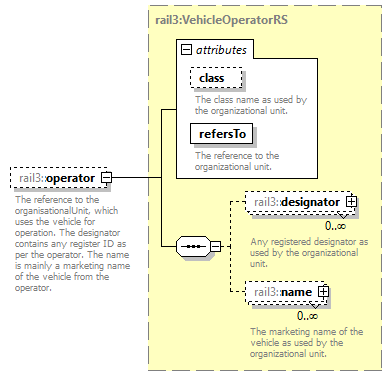 rail3:VehicleOperatorRS
attributes
class
The class name as used by
the organizational unit.
refersTo
The reference to the
organizational unit.
rail3::operator
The reference to the
organisationalUnit, which
uses the vehicle for
operation. The designator
contains any register ID as
per the operator. The name
is mainly a marketing name
of the vehicle from the
operator.
rail3::designator
0..∞
Any registered designator as
used by the organizational
unit.
rail3::name
0..∞
The marketing name of the
vehicle as used by the
organizational unit.